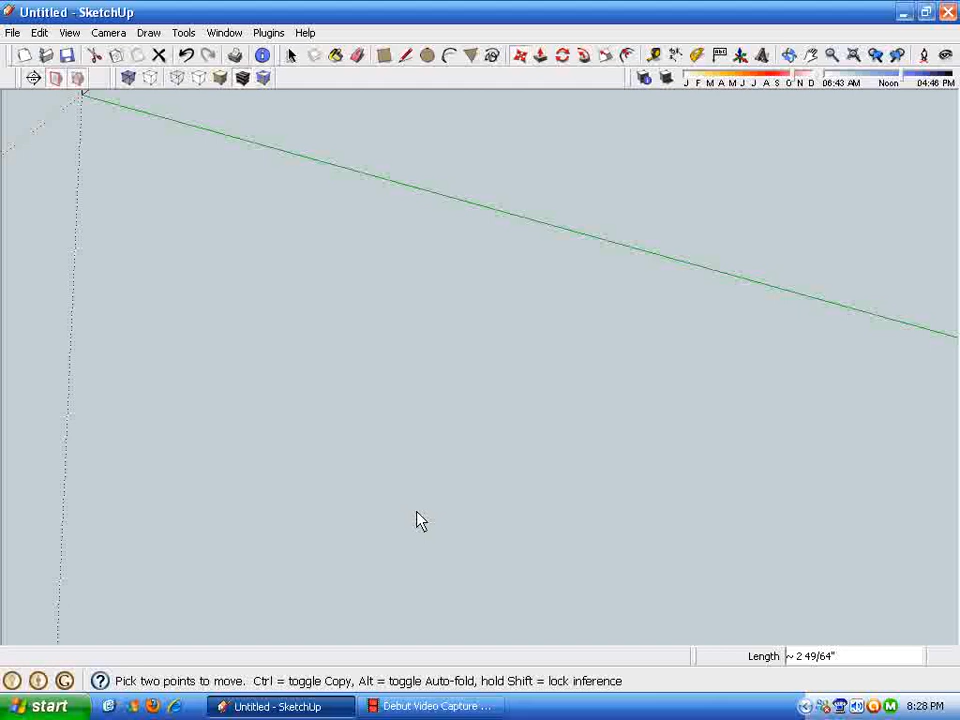 Untitled - SketchUp
File Edit View Camera Draw Tools Window Plugins Help
J F M A M J J A S O N D 06:43 AM Noon 04:46 PM
Length ~ 2 49/64"
Pick two points to move. Ctrl = toggle Copy, Alt = toggle Auto-fold, hold Shift = lock inference
start Untitled - SketchUp Debut Video Capture ... 8:28 PM